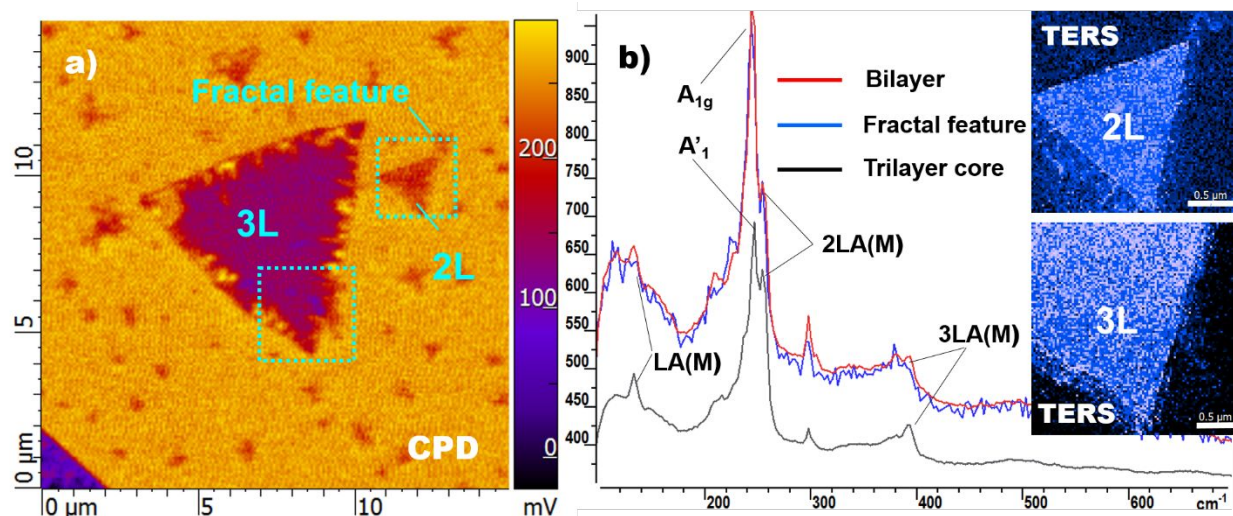 a)
Fractal feature
3L
2L
CPD
10
5
0 µm
0 µm
5
10
200
100
0
mV
b)
950
900
850
800
750
700
650
600
550
500
450
400
A1g
A'1
2LA(M)
LA(M)
3LA(M)
Bilayer
Fractal feature
Trilayer core
200
300
400
500
600
cm-1
TERS
2L
0.5 µm
3L
TERS
0.5 µm